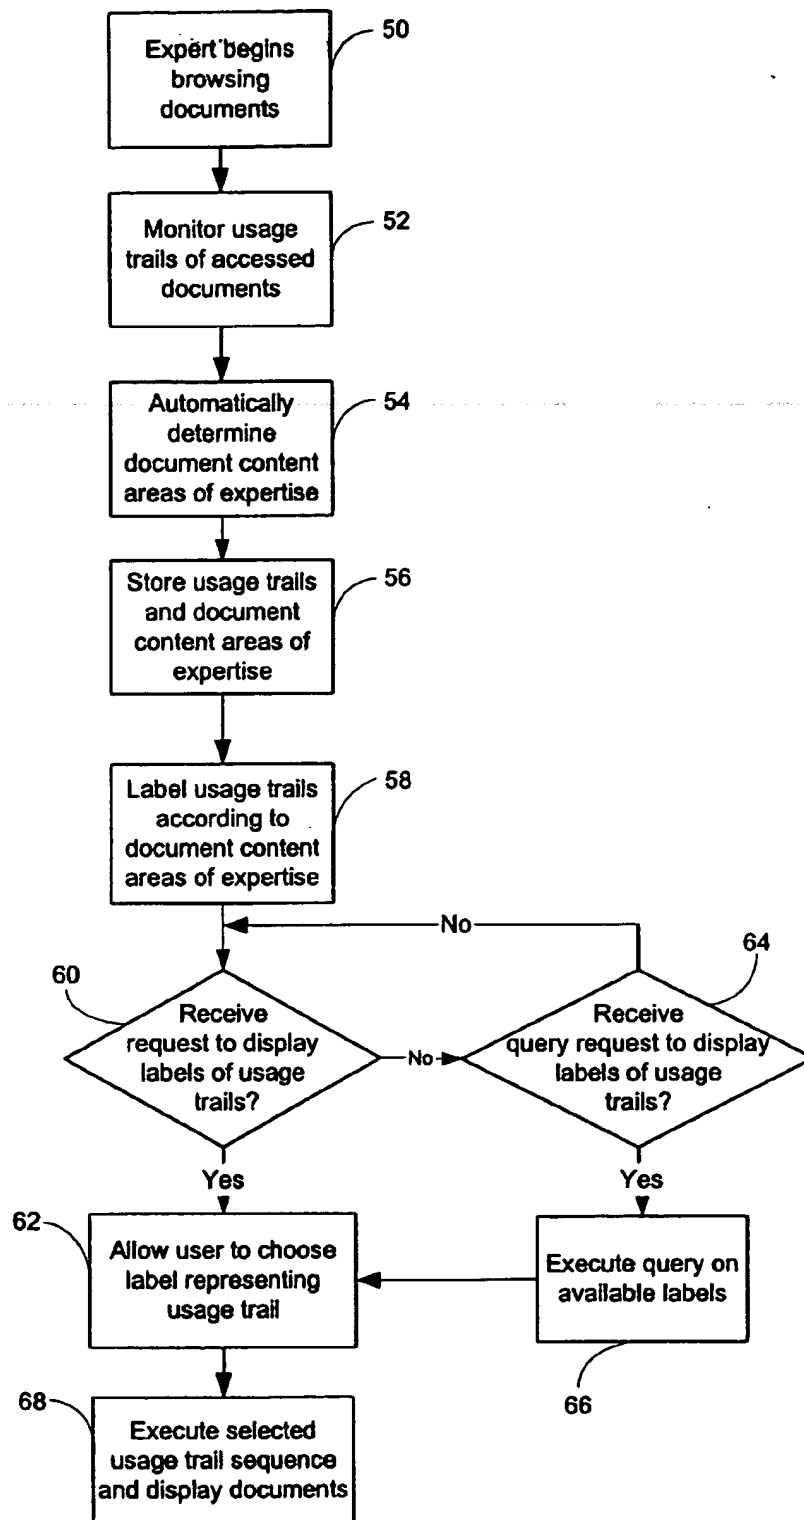 Expert begins
browsing
documents
50
Monitor usage
trails of accessed
documents
52
Automatically
determine
document content
areas of expertise
54
Store usage trails
and document
content areas of
expertise
56
Label usage trails
according to
document content
areas of expertise
58
No
60
Receive
request to display
labels of usage
trails?
No
64
Receive
query request to display
labels of usage
trails?
Yes
Yes
62
Allow user to choose
label representing
usage trail
Execute query on
available labels
66
68
Execute selected
usage trail sequence
and display documents